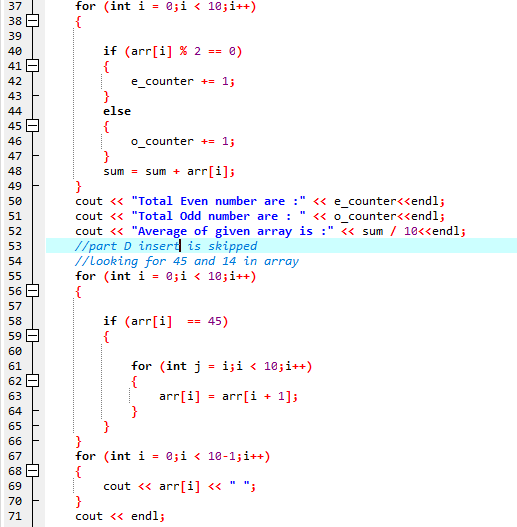 37 for (int i = 0;i < 10;i++)
38 {
39
40 if (arr[i] % 2 == 0)
41 {
42 e_counter += 1;
43 }
44 else
45 {
46 o_counter += 1;
47 }
48 sum = sum + arr[i];
49 }
50 cout << "Total Even number are :" << e_counter<<endl;
51 cout << "Total Odd number are : " << o_counter<<endl;
52 cout << "Average of given array is :" << sum / 10<<endl;
53 //part D insert is skipped
54 //looking for 45 and 14 in array
55 for (int i = 0;i < 10;i++)
56 {
57
58 if (arr[i]  == 45)
59 {
60
61 for (int j = i;i < 10;i++)
62 {
63 arr[i] = arr[i + 1];
64 }
65 }
66 }
67 for (int i = 0;i < 10-1;i++)
68 {
69 cout << arr[i] << " ";
70 }
71 cout << endl;